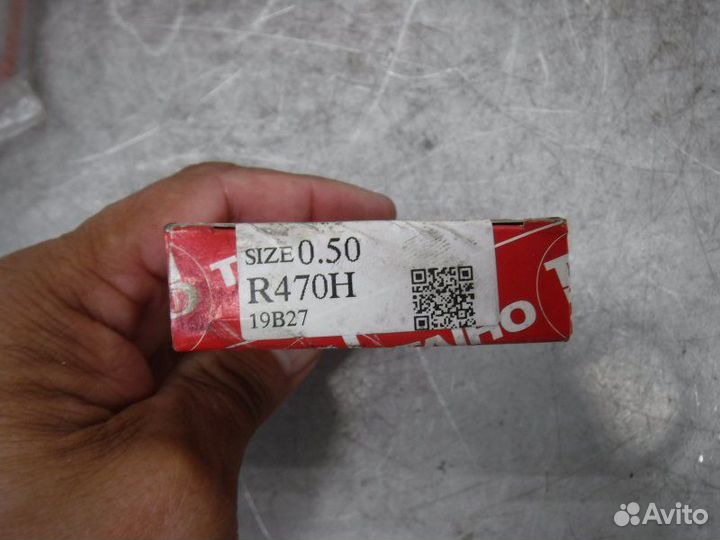 SIZE 0.50
R470H
19B27
TAIHO
Avito